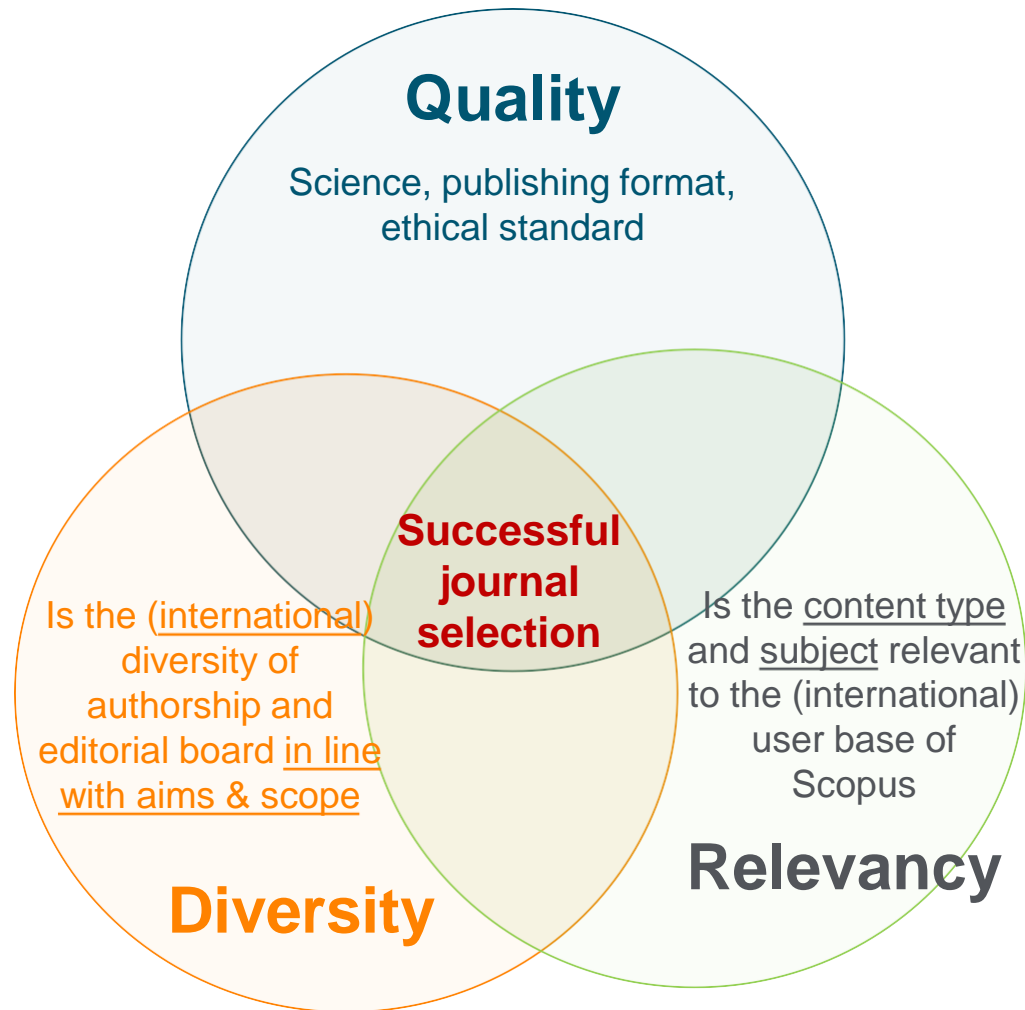 Quality
Science, publishing format,
ethical standard
Successful
journal
selection
Is the (international)
diversity of
authorship and
editorial board in line
with aims & scope
Diversity
Is the content type
and subject relevant
to the (international)
user base of
Scopus
Relevancy